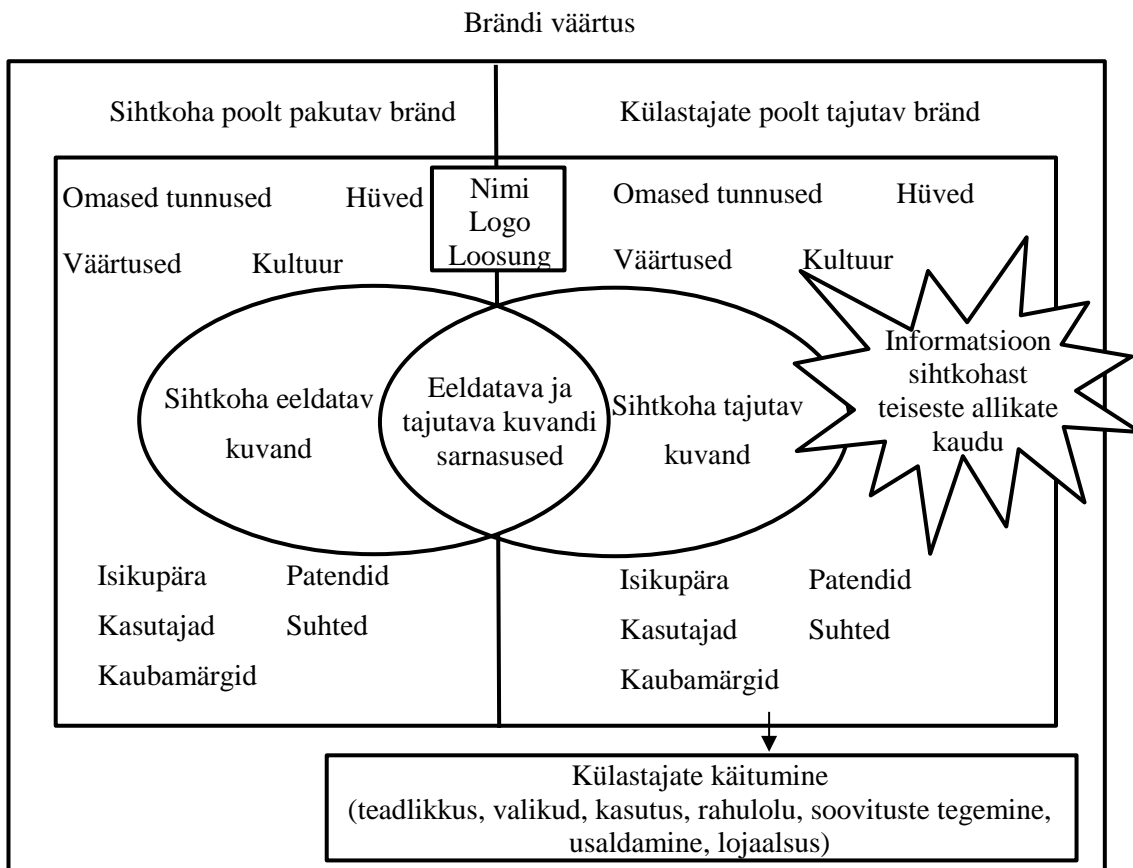 Brändi väärtus
Sihtkoha poolt pakutav bränd
Külastajate poolt tajutav bränd
Omased tunnused
Hüved
Väärtused
Kultuur
Nimi
Logo
Loosung
Omased tunnused
Hüved
Väärtused
Kultuur
Sihtkoha eeldatav
kuvand
Eeldatava ja
tajutava kuvandi
sarnasused
Sihtkoha tajutav
kuvand
Informatsioon
sihtkohast
teiseste allikate
kaudu
Isikupära
Patendid
Kasutajad
Suhted
Kaubamärgid
Isikupära
Patendid
Kasutajad
Suhted
Kaubamärgid
Külastajate käitumine
(teadlikkus, valikud, kasutus, rahulolu, soovituste tegemine,
usaldamine, lojaalsus)